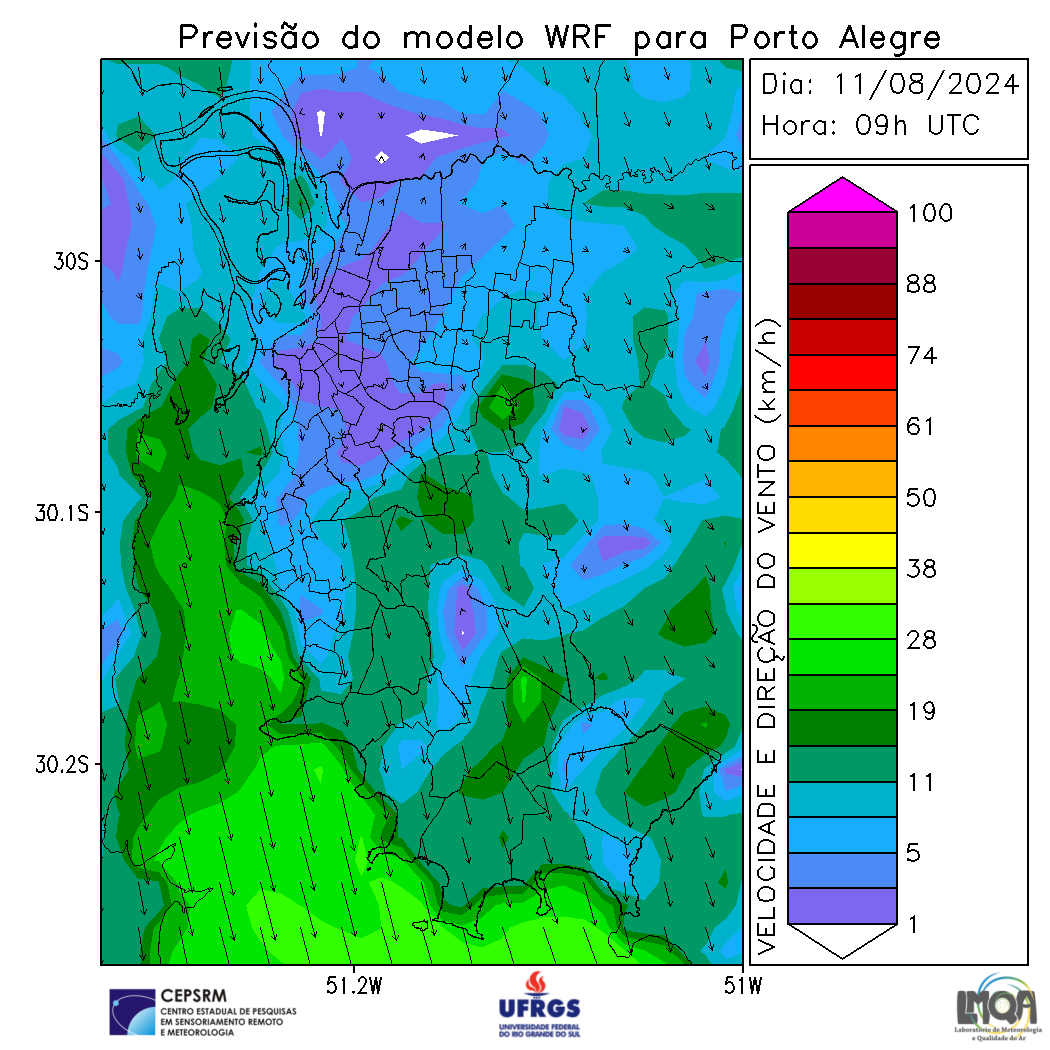 Previsão do modelo WRF para Porto Alegre
Dia: 11/08/2024
Hora: 09h UTC
30S
30.1S
30.2S
51.2W
51W
VELOCIDADE E DIREÇÃO DO VENTO (km/h)
100
88
74
61
50
38
28
19
11
5
1
CEPSRM
CENTRO ESTADUAL DE PESQUISAS
EM SENSORIAMENTO REMOTO
E METEOROLOGIA
UFRGS
UNIVERSIDADE FEDERAL
DO RIO GRANDE DO SUL
LMQA
Laboratório de Meteorologia
e Qualidade do Ar